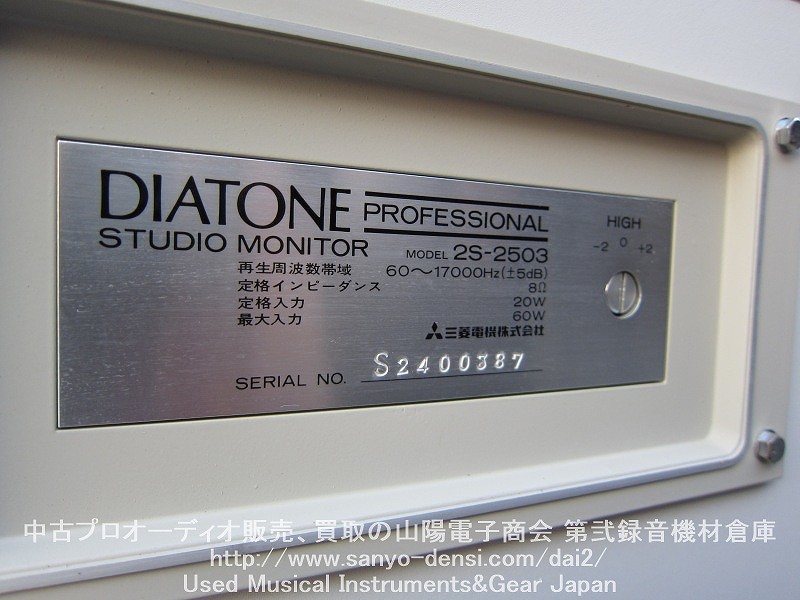 DIATONE PROFESSIONAL
STUDIO MONITOR MODEL 2S-2503
再生周波数帯域 60〜17000Hz(±5dB)
定格インピーダンス 8Ω
定格入力 20W
最大入力 60W
三菱電機株式会社
SERIAL NO. S2400387
HIGH
-2 0 +2
中古プロオーディオ販売、買取の山陽電子商会 第弐録音機材倉庫
http://www.sanyo-densi.com/dai2/
Used Musical Instruments&Gear Japan